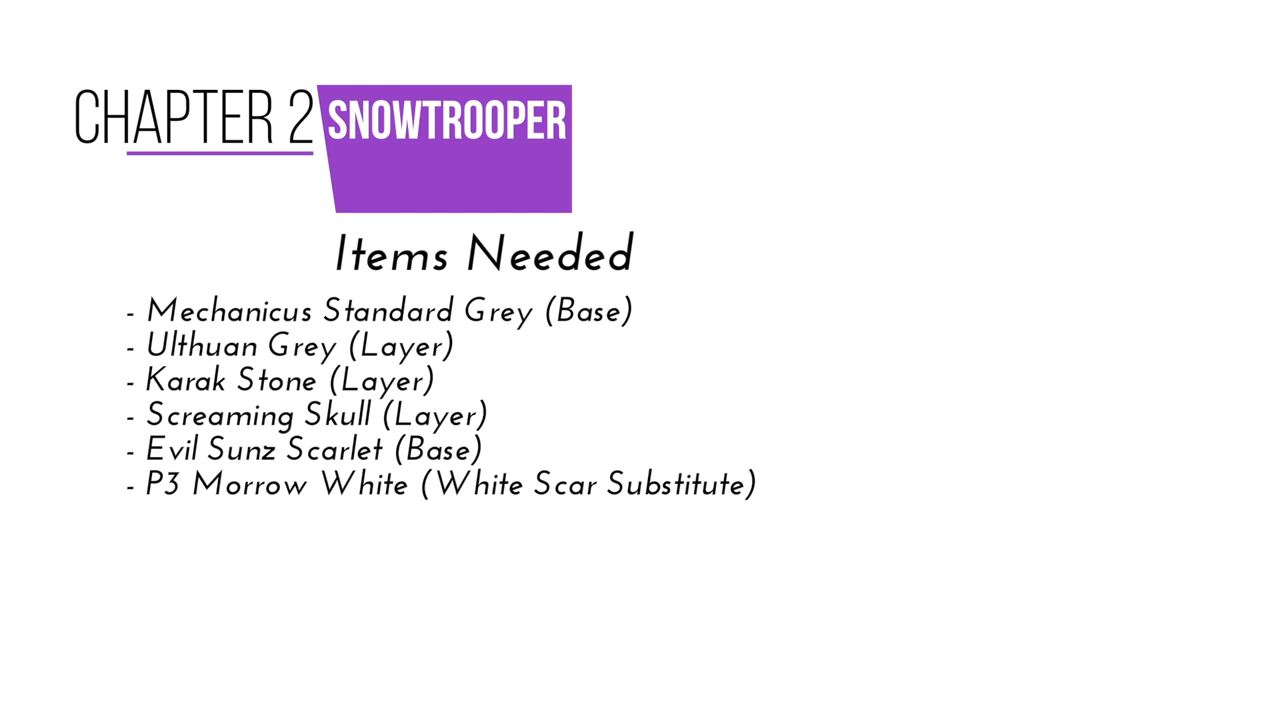 CHAPTER 2 SNOWTROOPER
Items Needed
- Mechanicus Standard Grey (Base)
- Ulthuan Grey (Layer)
- Karak Stone (Layer)
- Screaming Skull (Layer)
- Evil Sunz Scarlet (Base)
- P3 Morrow White (White Scar Substitute)